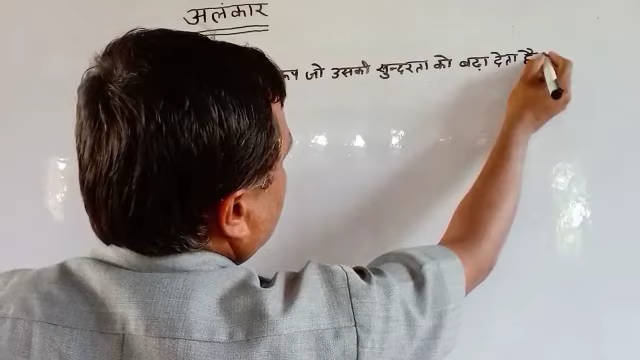 अलंकार
जो उसकी सुन्दरता को बढ़ा देता है